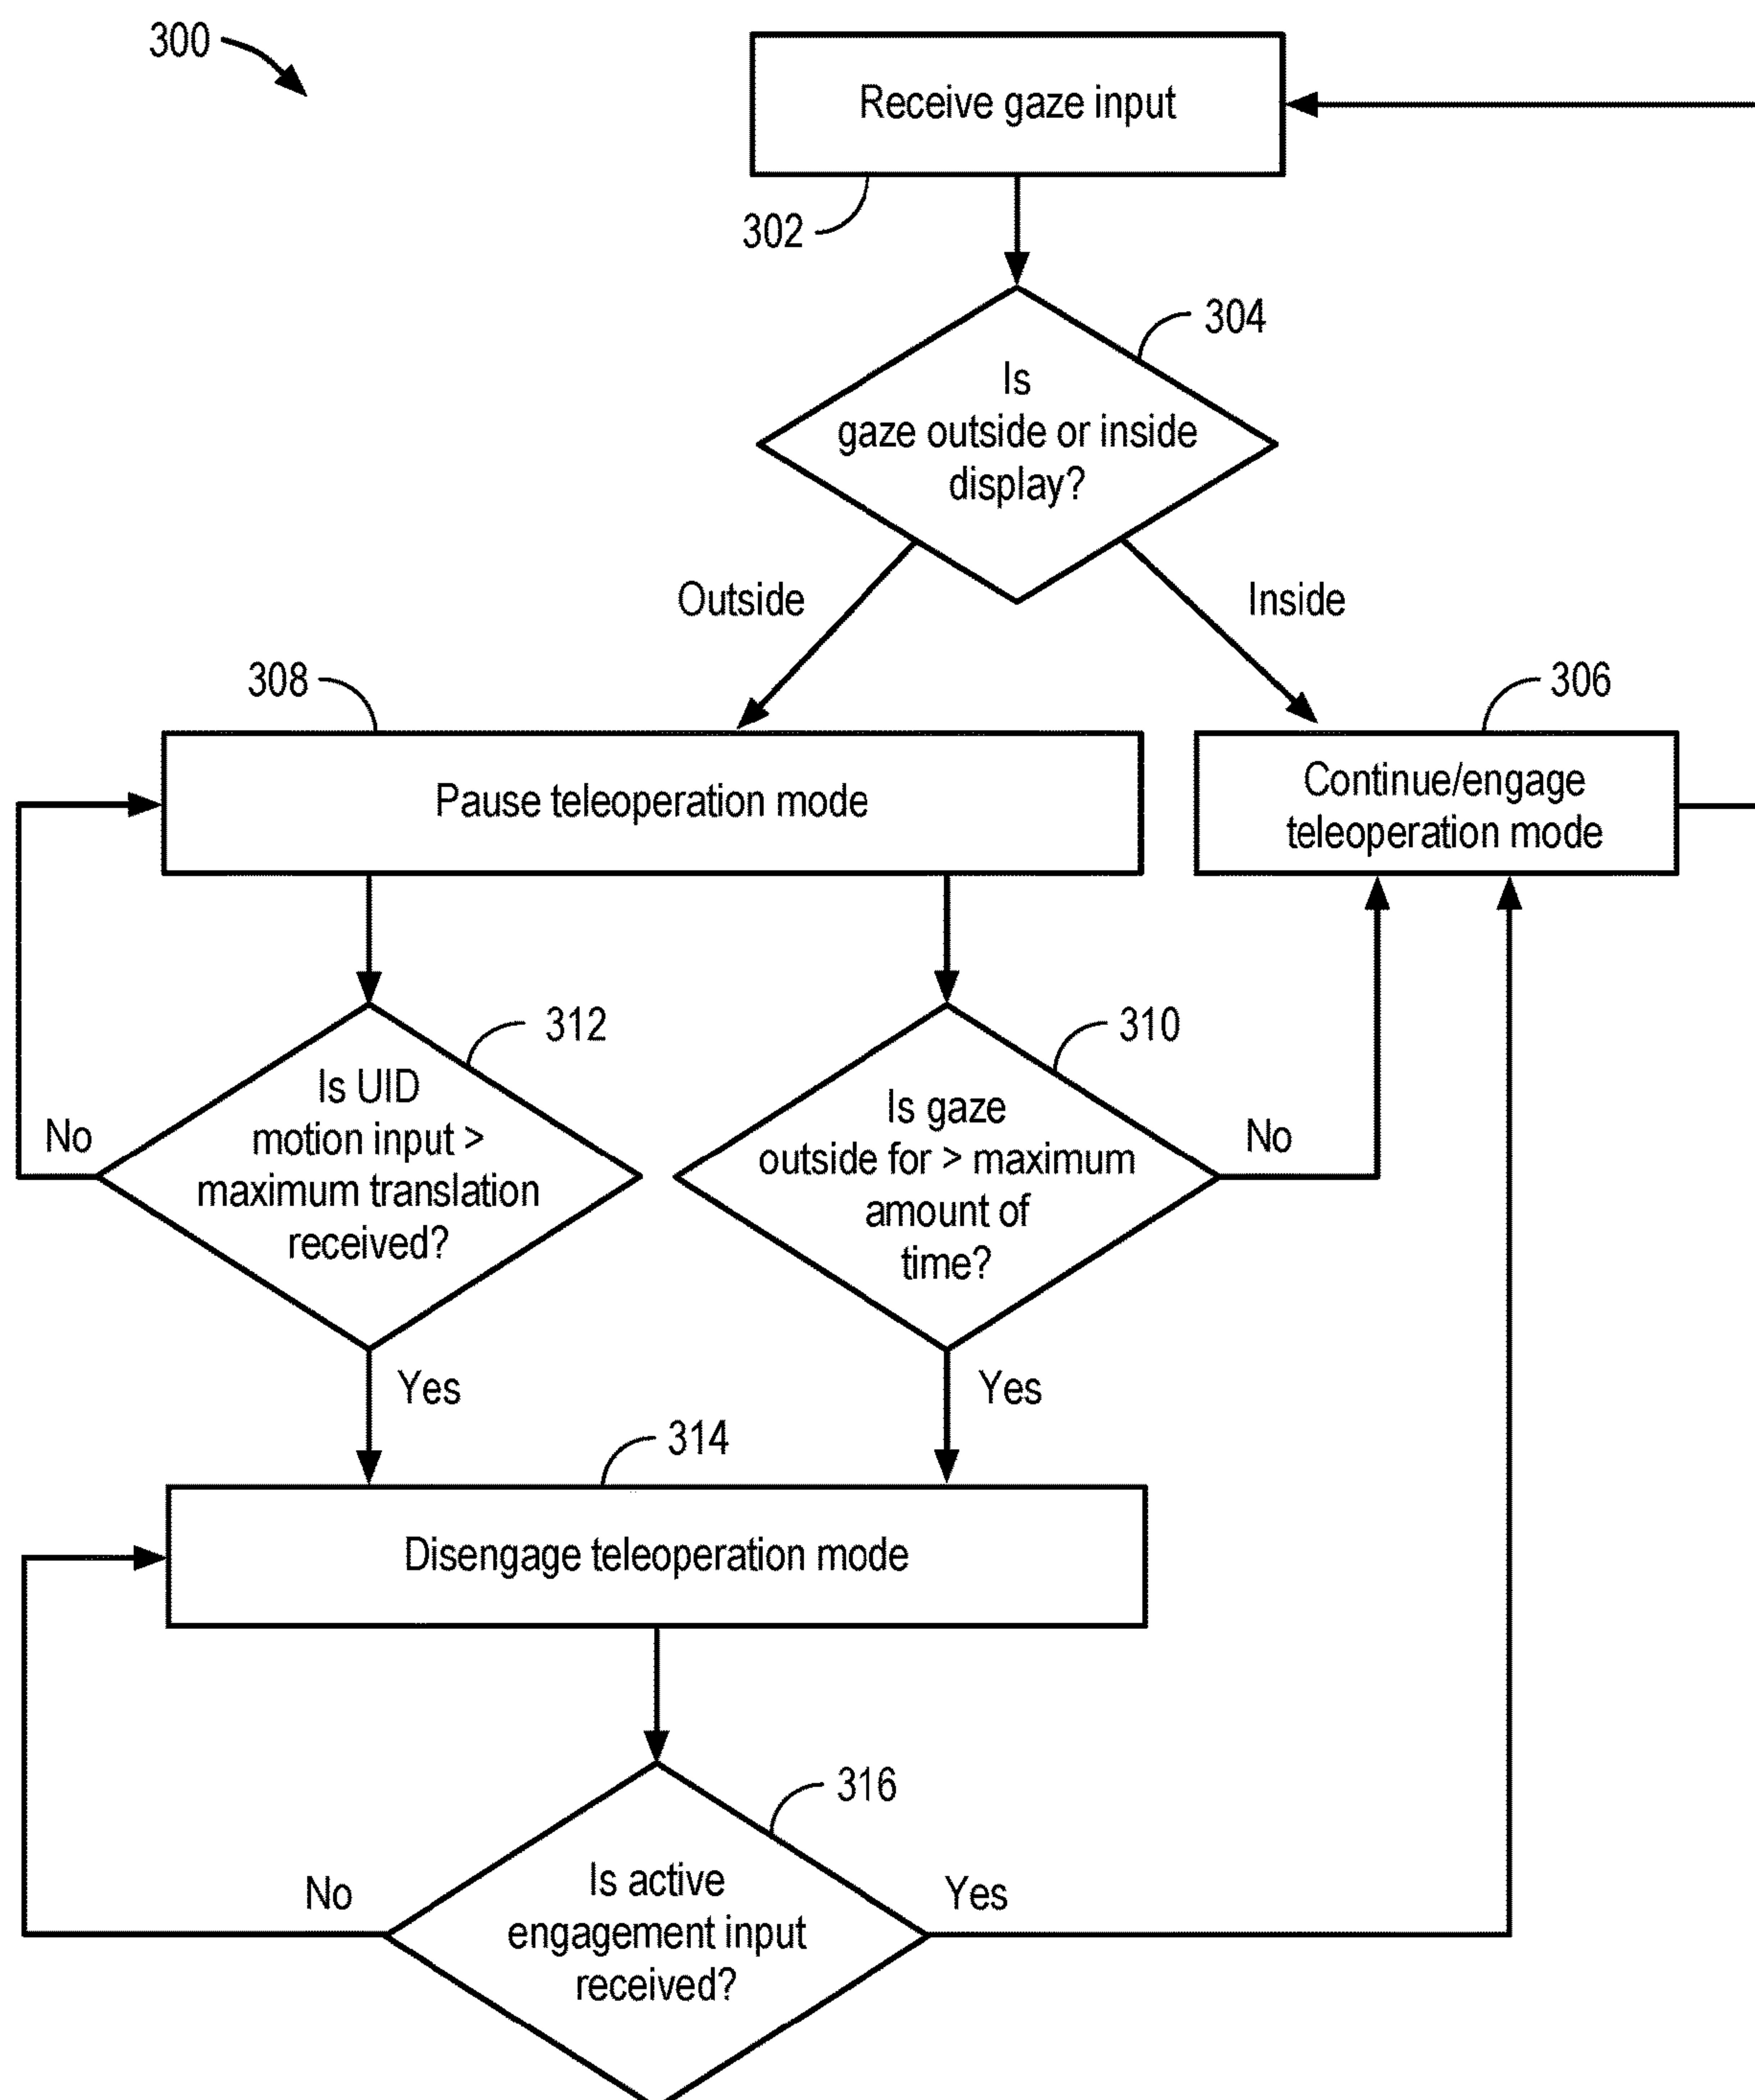 300
Receive gaze input
302
304
Is
gaze outside or inside
display?
Outside
Inside
308
306
Pause teleoperation mode
Continue/engage
teleoperation mode
312
310
Is UID
motion input >
maximum translation
received?
No
Is gaze
outside for > maximum
amount of
time?
No
Yes
Yes
314
Disengage teleoperation mode
316
Is active
engagement input
received?
No
Yes